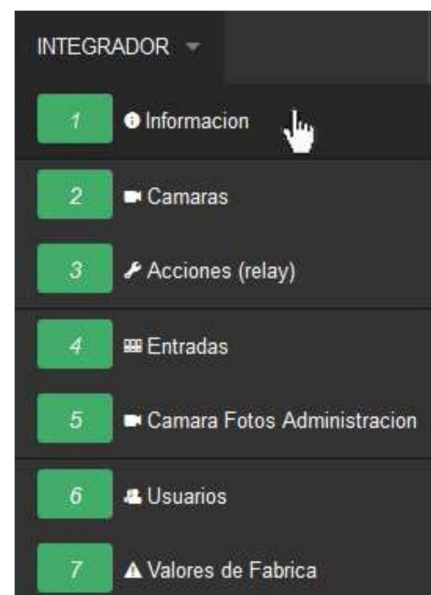 INTEGRADOR
1 Informacion
2 Camaras
3 Acciones (relay)
4 Entradas
5 Camara Fotos Administracion
6 Usuarios
7 Valores de Fabrica